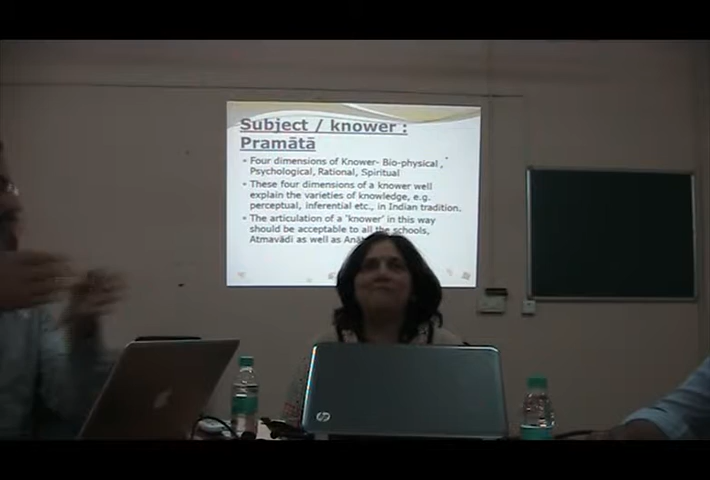 Subject / knower :
Pramātā
Four dimensions of Knower- Bio-physical ,
Psychological, Rational, Spiritual
These four dimensions of a knower well
explain the varieties of knowledge, e.g.
perceptual, inferential etc., in Indian tradition.
The articulation of a 'knower' in this way
should be acceptable to all the schools,
Atmavādi as well as
hp